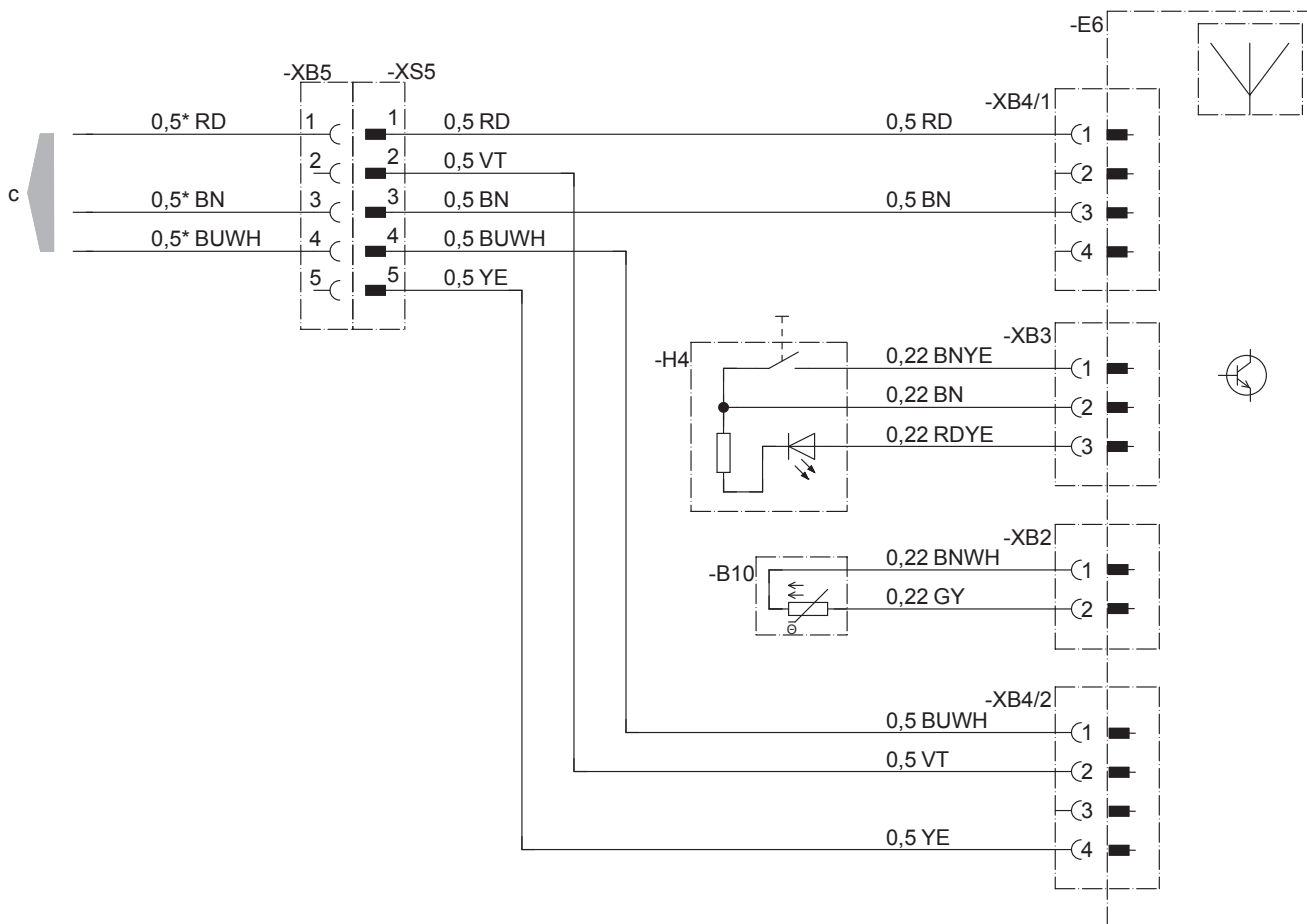 -E6
-XB5 -XS5
-XB4/1
0,5* RD 1 1 0,5 RD 0,5 RD 1
2 2 0,5 VT 2
c
0,5* BN 3 3 0,5 BN 0,5 BN 3
0,5* BUWH 4 4 0,5 BUWH 4
5 5 0,5 YE
-XB3
-H4 0,22 BNYE 1
0,22 BN 2
0,22 RDYE 3
-XB2
-B10 0,22 BNWH 1
0,22 GY 2
Θ
-XB4/2
0,5 BUWH 1
0,5 VT 2
3
0,5 YE 4